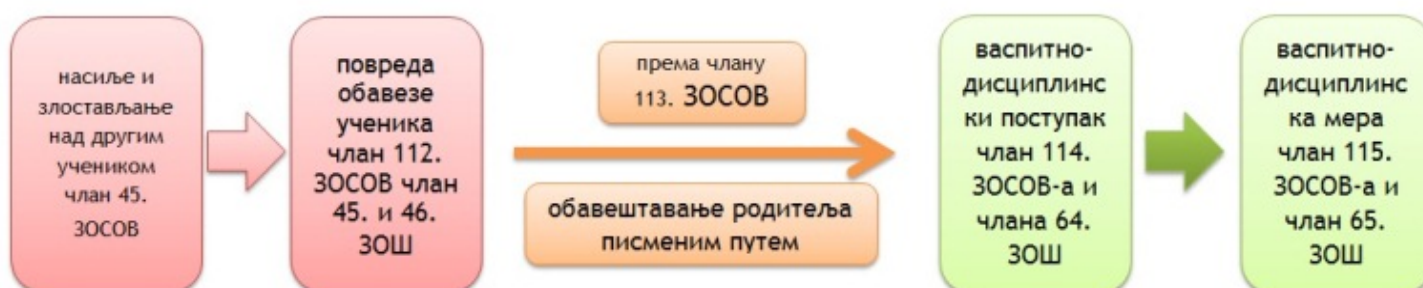 насиље и
злостављање
над другим
учеником
члан 45.
ЗОСОВ
повреда
обавезе
ученика
члан 112.
ЗОСОВ члан
45. и 46.
ЗОШ
према члану
113. ЗОСОВ
обавештавање родитеља
писменим путем
васпитно-
дисциплинс
ки поступак
члан 114.
ЗОСОВ-а и
члана 64.
ЗОШ
васпитно-
дисциплинс
ка мера
члан 115.
ЗОСОВ-а и
члан 65.
ЗОШ